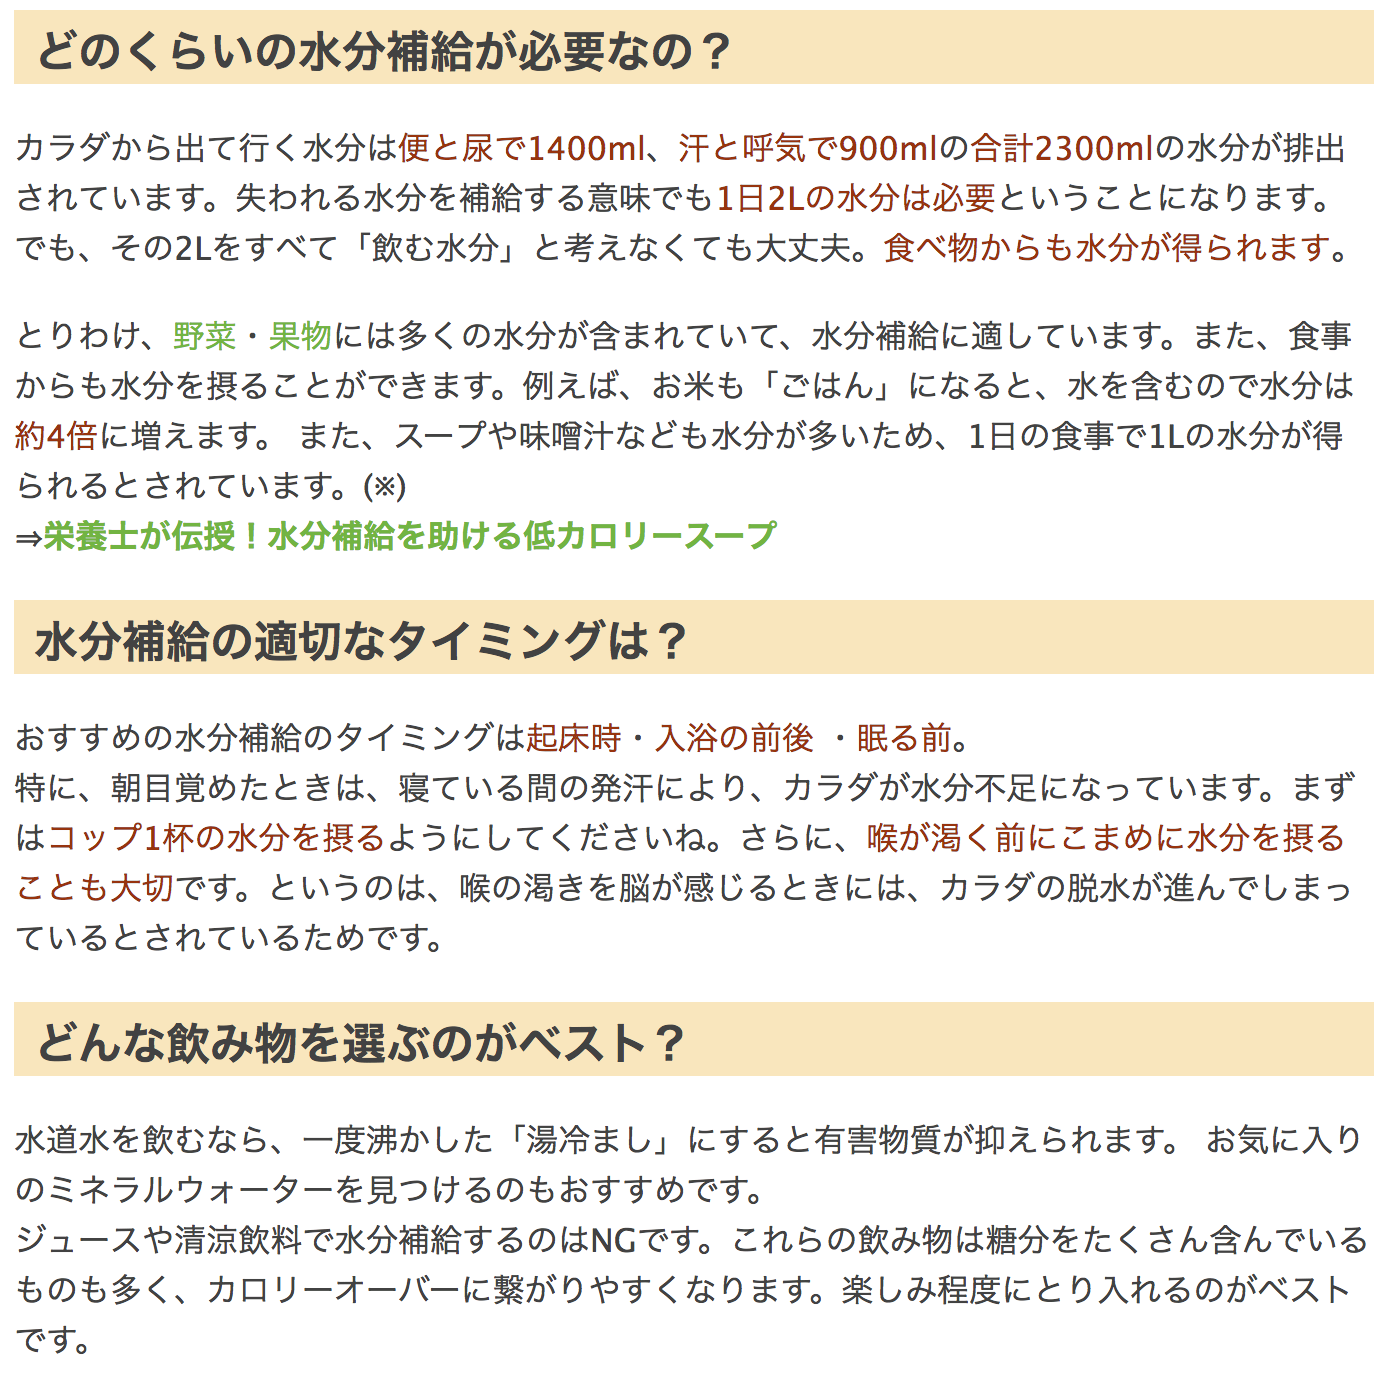 どのくらいの水分補給が必要なの？
カラダから出て行く水分は便と尿で1400ml、汗と呼気で900mlの合計2300mlの水分が排出
されています。失われる水分を補給する意味でも1日2Lの水分は必要ということになります。
でも、その2Lをすべて「飲む水分」と考えなくても大丈夫。食べ物からも水分が得られます。
とりわけ、野菜・果物には多くの水分が含まれていて、水分補給に適しています。また、食事
からも水分を摂ることができます。例えば、お米も「ごはん」になると、水を含むので水分は
約4倍に増えます。 また、スープや味噌汁なども水分が多いため、1日の食事で1Lの水分が得
られるとされています。(※)
⇒栄養士が伝授！水分補給を助ける低カロリースープ
水分補給の適切なタイミングは？
おすすめの水分補給のタイミングは起床時・入浴の前後 ・眠る前。
特に、朝目覚めたときは、寝ている間の発汗により、カラダが水分不足になっています。まず
はコップ1杯の水分を摂るようにしてくださいね。さらに、喉が渇く前にこまめに水分を摂る
ことも大切です。というのは、喉の渇きを脳が感じるときには、カラダの脱水が進んでしまっ
ているとされているためです。
どんな飲み物を選ぶのがベスト？
水道水を飲むなら、一度沸かした「湯冷まし」にすると有害物質が抑えられます。 お気に入り
のミネラルウォーターを見つけるのもおすすめです。
ジュースや清涼飲料で水分補給するのはNGです。これらの飲み物は糖分をたくさん含んでいる
ものも多く、カロリーオーバーに繋がりやすくなります。楽しみ程度にとり入れるのがベスト
です。